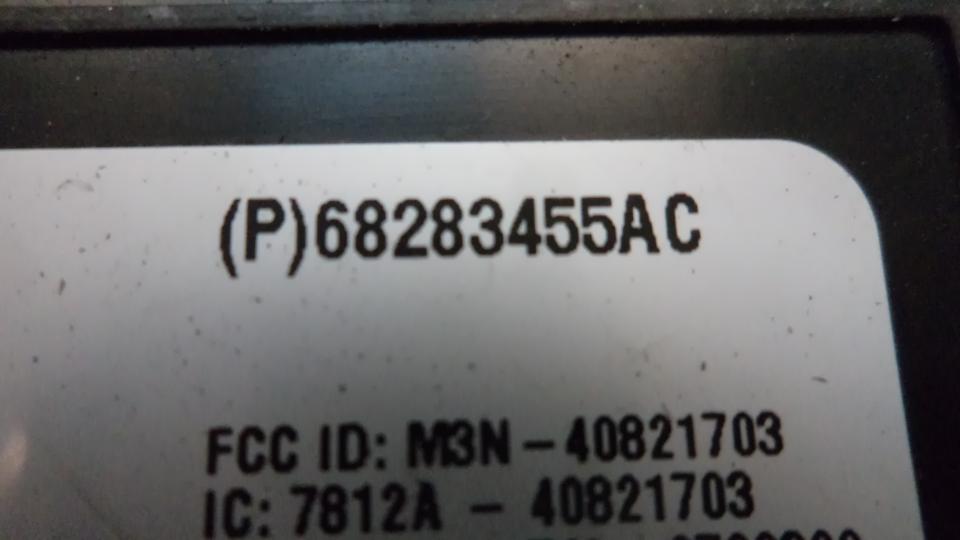 (P)68283455AC
FCC ID: M3N-40821703
IC: 7812A - 40821703